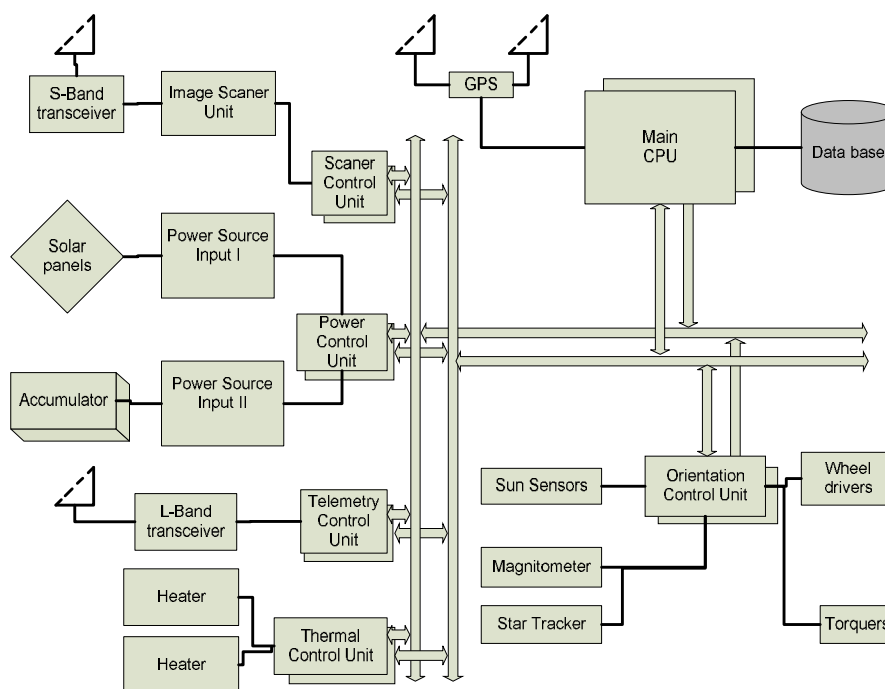 GPS
S-Band
transceiver
Image Scaner
Unit
Main
CPU
Data base
Scaner
Control
Unit
Solar
panels
Power Source
Input I
Power
Control
Unit
Accumulator
Power Source
Input II
Sun Sensors
Orientation
Control Unit
Wheel
drivers
L-Band
transceiver
Telemetry
Control
Unit
Magnitometer
Heater
Star Tracker
Torquers
Thermal
Control Unit
Heater